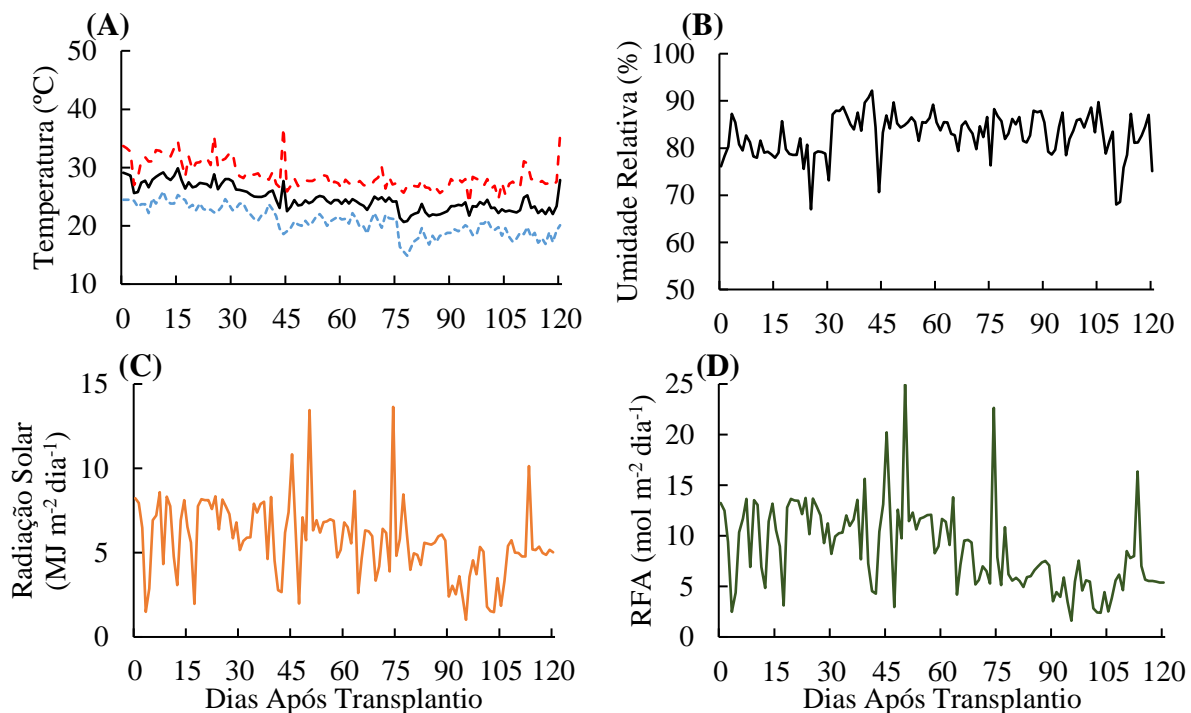 (A)
Temperatura (ºC)
50
40
30
20
10
0 15 30 45 60 75 90 105 120
(B)
Umidade Relativa (%)
100
90
80
70
60
50
0 15 30 45 60 75 90 105 120
(C)
Radiação Solar
(MJ m-2 dia-1)
15
10
5
0
0 15 30 45 60 75 90 105 120
Dias Após Transplantio
(D)
RFA (mol m-2 dia-1)
25
20
15
10
5
0
0 15 30 45 60 75 90 105 120
Dias Após Transplantio